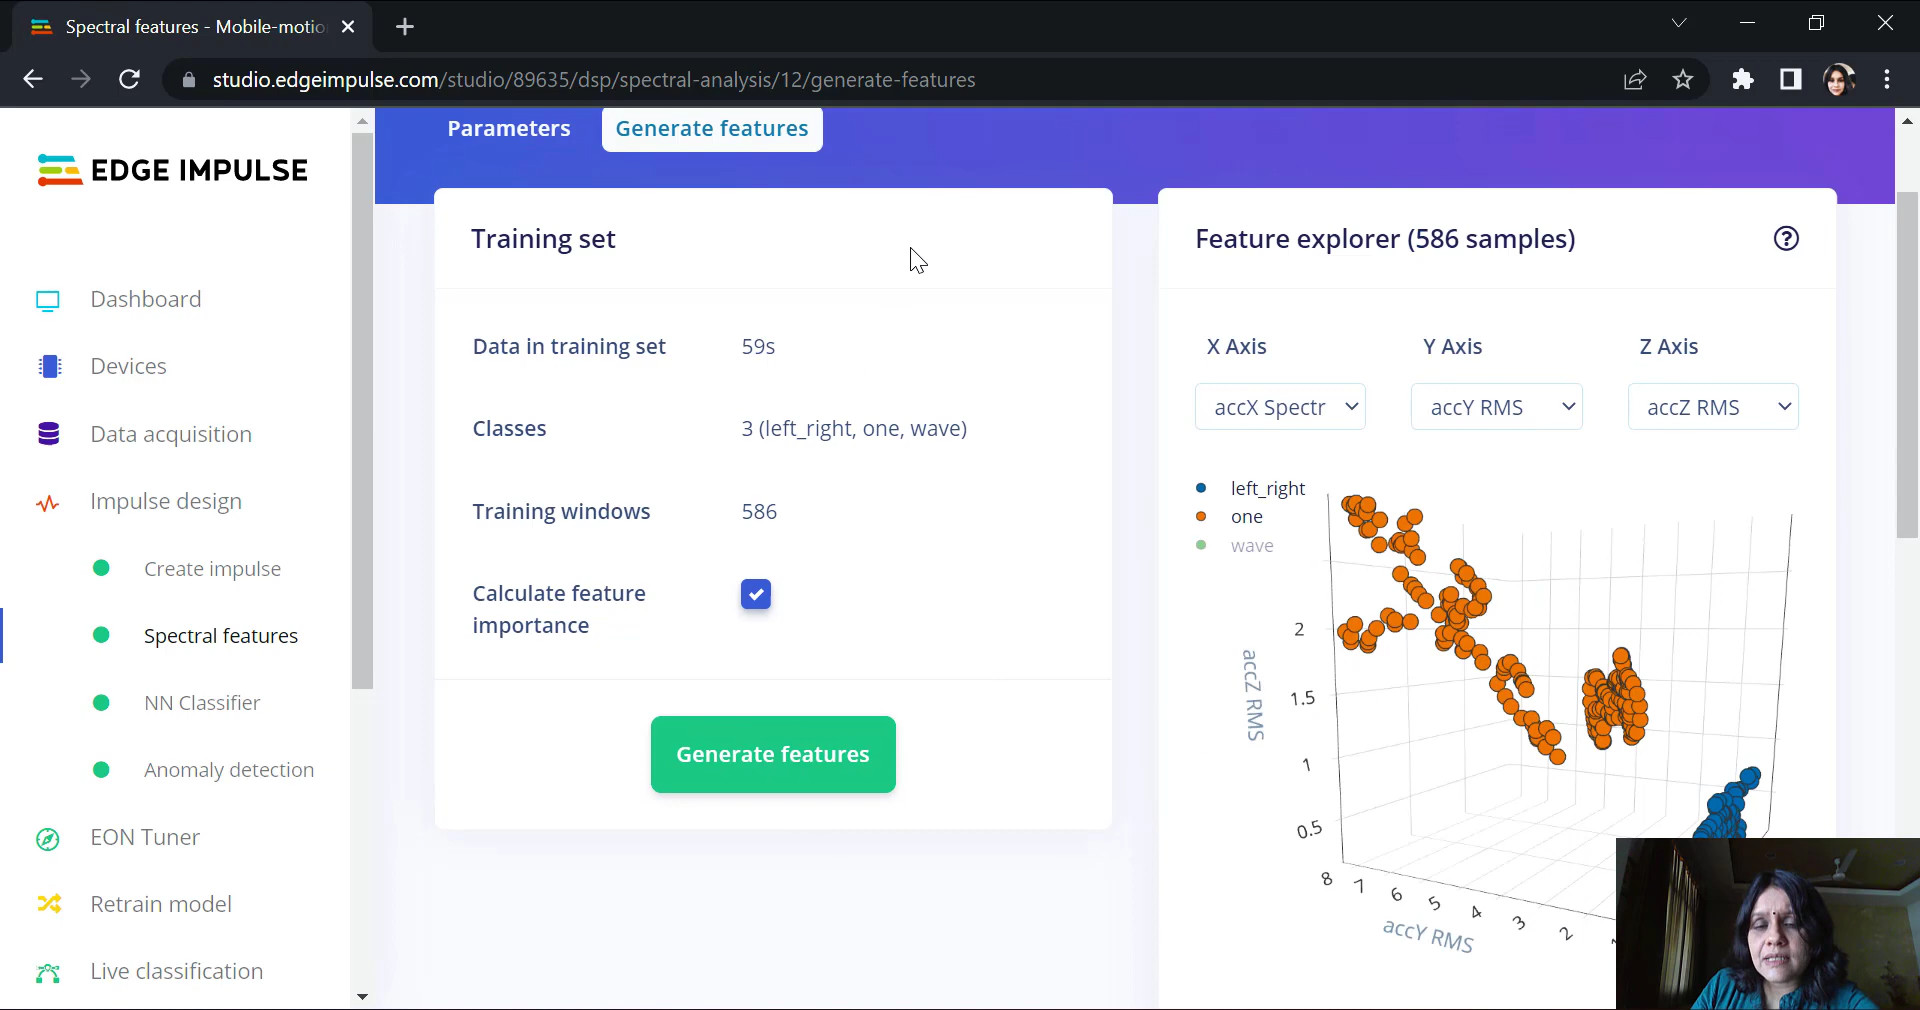 Spectral features - Mobile-motio
studio.edgeimpulse.com/studio/89635/dsp/spectral-analysis/12/generate-features
EDGE IMPULSE
Dashboard
Devices
Data acquisition
Impulse design
Create impulse
Spectral features
NN Classifier
Anomaly detection
EON Tuner
Retrain model
Live classification
Parameters
Generate features
Training set
Data in training set 59s
Classes 3 (left_right, one, wave)
Training windows 586
Calculate feature
importance
Generate features
Feature explorer (586 samples)
X Axis Y Axis Z Axis
accX Spectr accY RMS accZ RMS
left_right
one
wave
2
1.5
1
0.5
accZ RMS
8 7 6 5 4 3 2
accY RMS